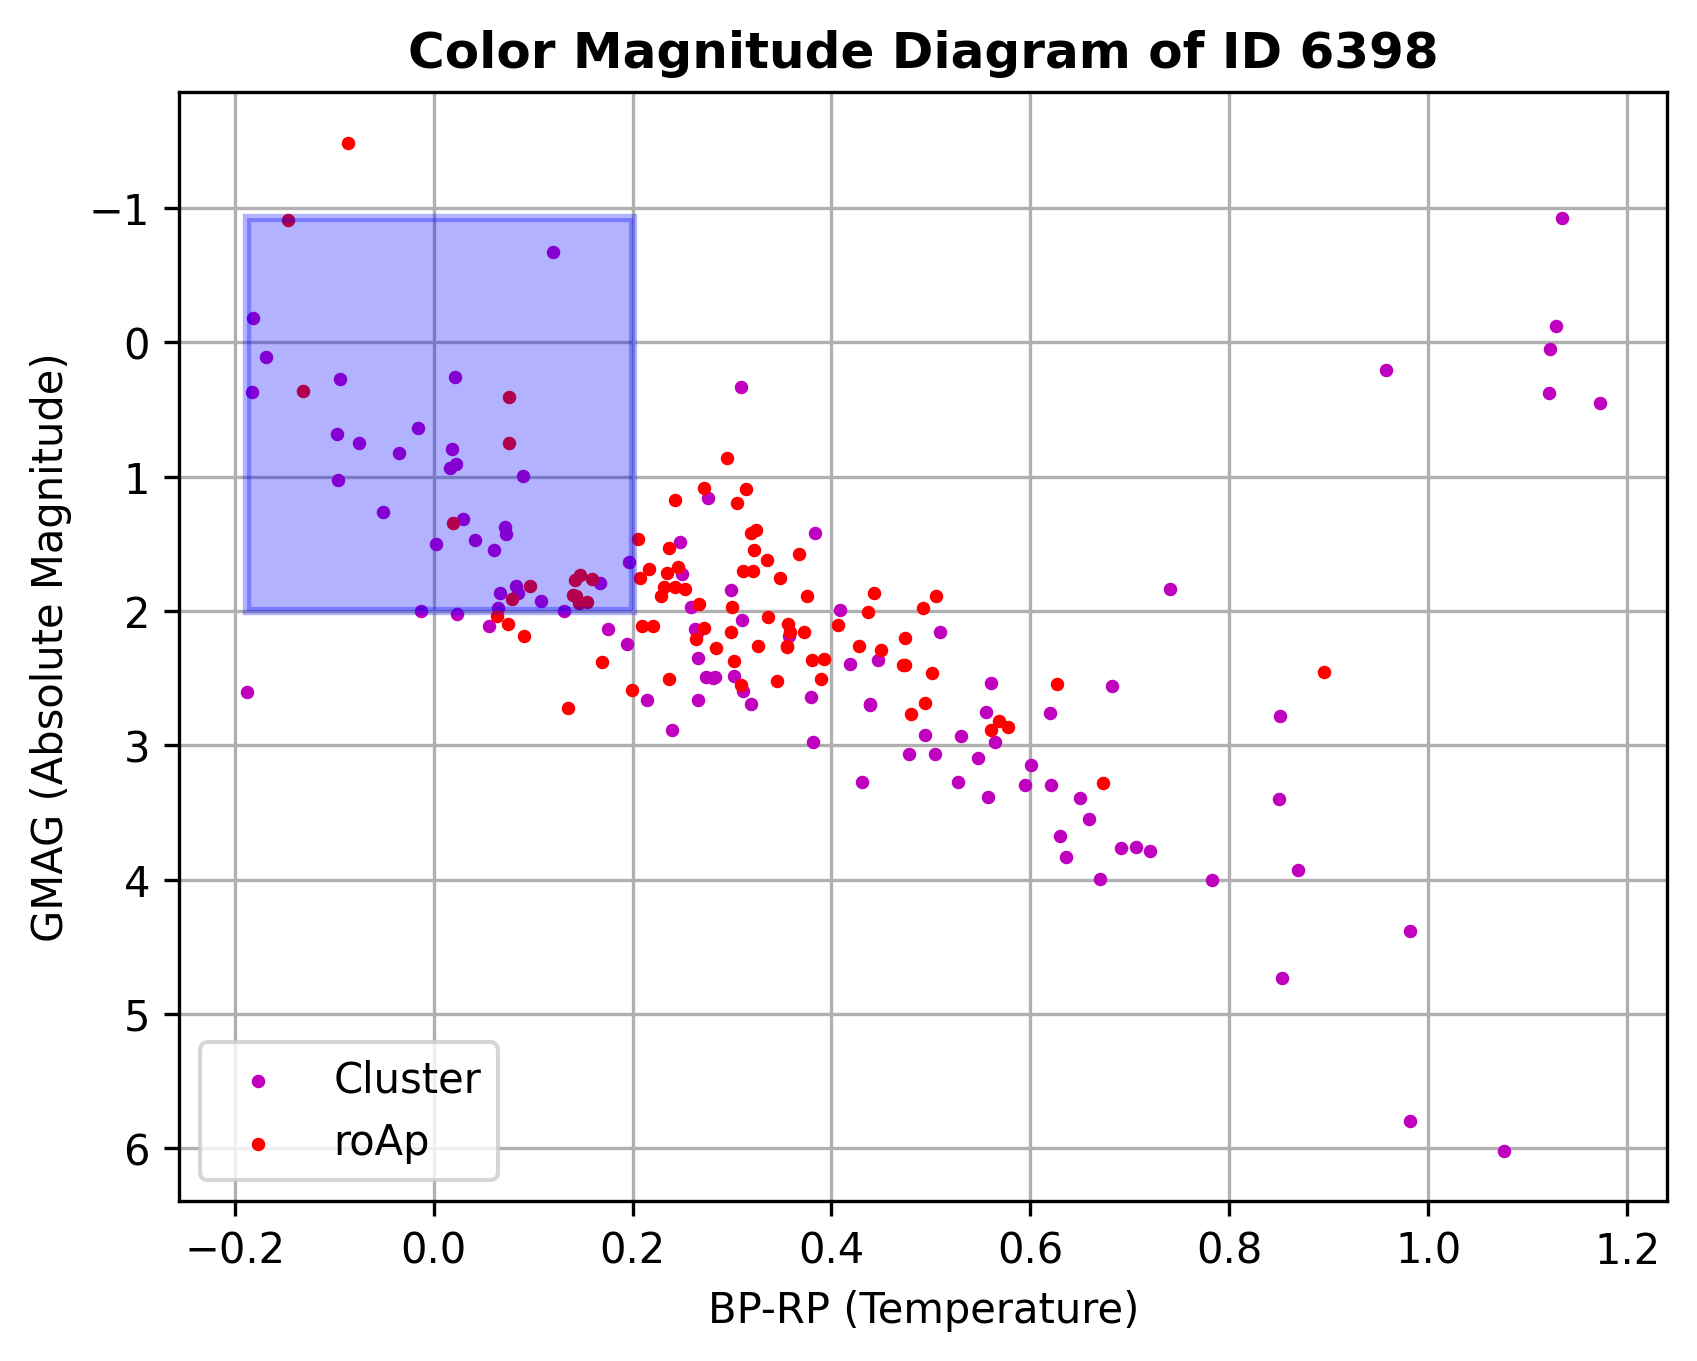 Color Magnitude Diagram of ID 6398
−1
0
1
2
3
4
5
6
GMAG (Absolute Magnitude)
Cluster
roAp
−0.2 0.0 0.2 0.4 0.6 0.8 1.0 1.2
BP-RP (Temperature)